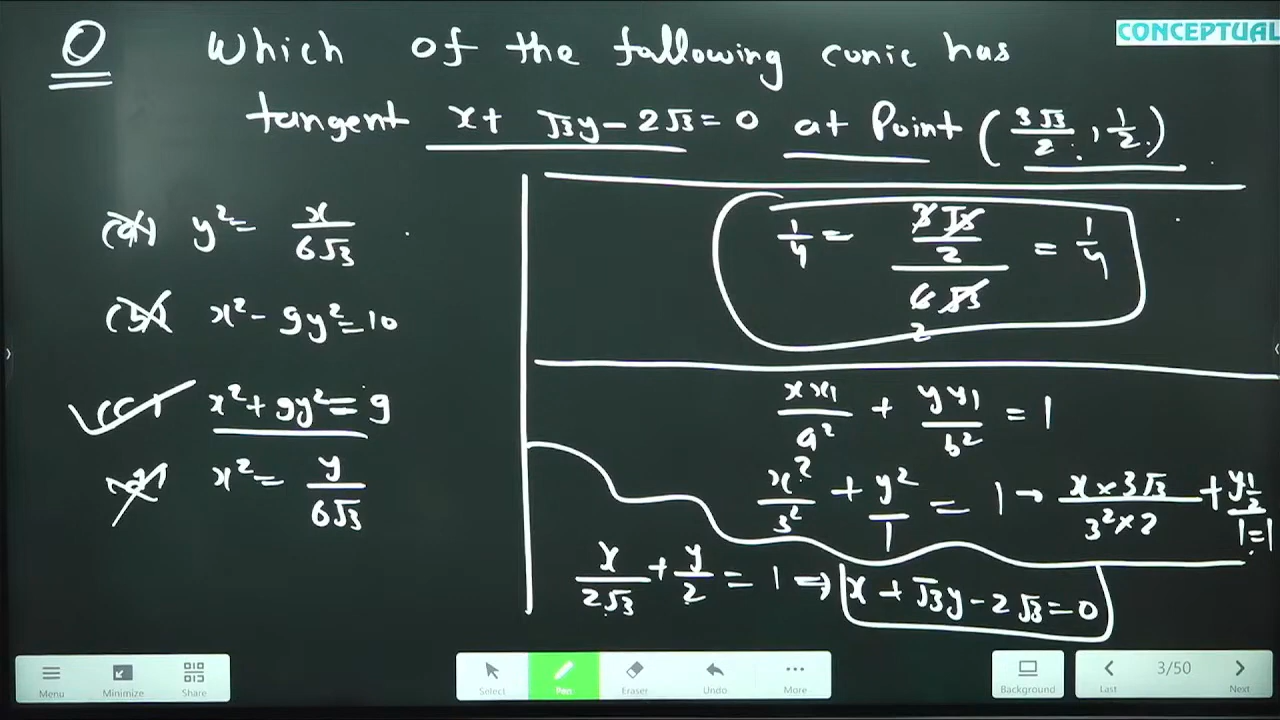 CONCEPTUAL
Q Which of the following conic has
tangent x+ √3y-2√3=0 at Point (3√3/2, 1/2)
(a) y²= x/6√3
(b) x²-9y²=10
(c) x²+9y²=9
(d) x²= y/6√3
1/4 = (3√3/2)/(6√3) 2 = 1/4
xx1/a² + yy1/b² = 1
x²/3² + y²/1 = 1 → x×3√3/3²×2 + y 1/2/1=1
x/2√3 + y/2 = 1 ⇒ x+√3y-2√3=0
Menu
Minimize
Share
Select
Pen
Eraser
Undo
More
Background
Last
3/50
Next